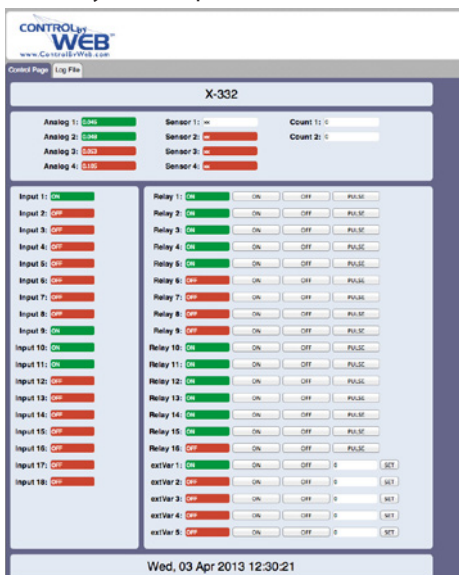 CONTROL BY
WEB
www.ControlByWeb.com
Control Page Log File
X-332
Analog 1: Sensor 1: Count 1: 0
Analog 2: Sensor 2: Count 2: 0
Analog 3: Sensor 3:
Analog 4: Sensor 4:
Input 1: ON Relay 1: ON ON OFF PULSE
Input 2: OFF Relay 2: ON ON OFF PULSE
Input 3: OFF Relay 3: ON ON OFF PULSE
Input 4: OFF Relay 4: ON ON OFF PULSE
Input 5: OFF Relay 5: ON ON OFF PULSE
Input 6: OFF Relay 6: OFF ON OFF PULSE
Input 7: OFF Relay 7: OFF ON OFF PULSE
Input 8: OFF Relay 8: OFF ON OFF PULSE
Input 9: ON Relay 9: OFF ON OFF PULSE
Input 10: ON Relay 10: ON ON OFF PULSE
Input 11: ON Relay 11: ON ON OFF PULSE
Input 12: OFF Relay 12: ON ON OFF PULSE
Input 13: OFF Relay 13: ON ON OFF PULSE
Input 14: OFF Relay 14: ON ON OFF PULSE
Input 15: OFF Relay 15: ON ON OFF PULSE
Input 16: OFF Relay 16: OFF ON OFF PULSE
Input 17: OFF extVar 1: ON ON OFF 0 SET
Input 18: OFF extVar 2: OFF ON OFF 0 SET
extVar 3: OFF ON OFF 0 SET
extVar 4: OFF ON OFF 0 SET
extVar 5: OFF ON OFF 0 SET
Wed, 03 Apr 2013 12:30:21